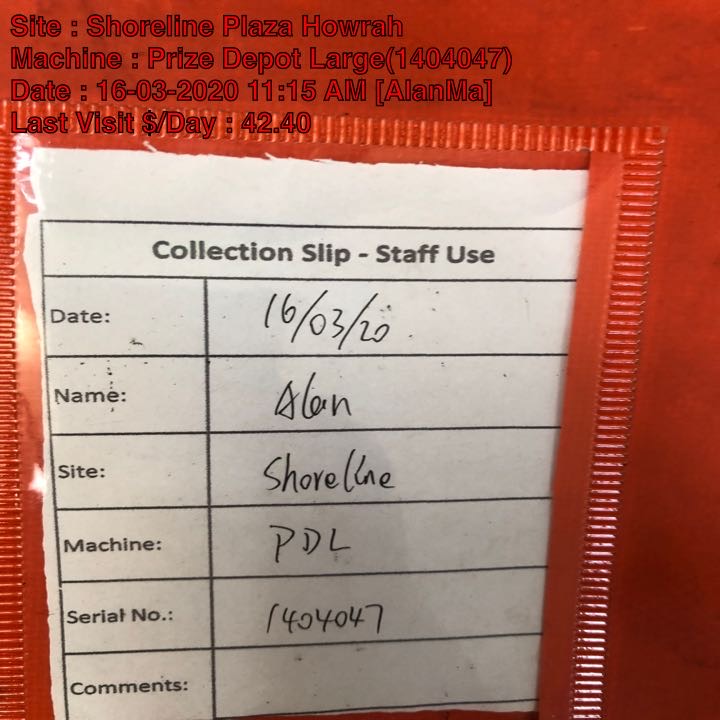 Site : Shoreline Plaza Howrah
Machine : Prize Depot Large(1404047)
Date : 16-03-2020 11:15 AM [AlanMa]
Last Visit $/Day : 42.40
Collection Slip - Staff Use
Date: 16/03/20
Name: Alan
Site: Shoreline
Machine: PDL
Serial No.: 1404047
Comments: